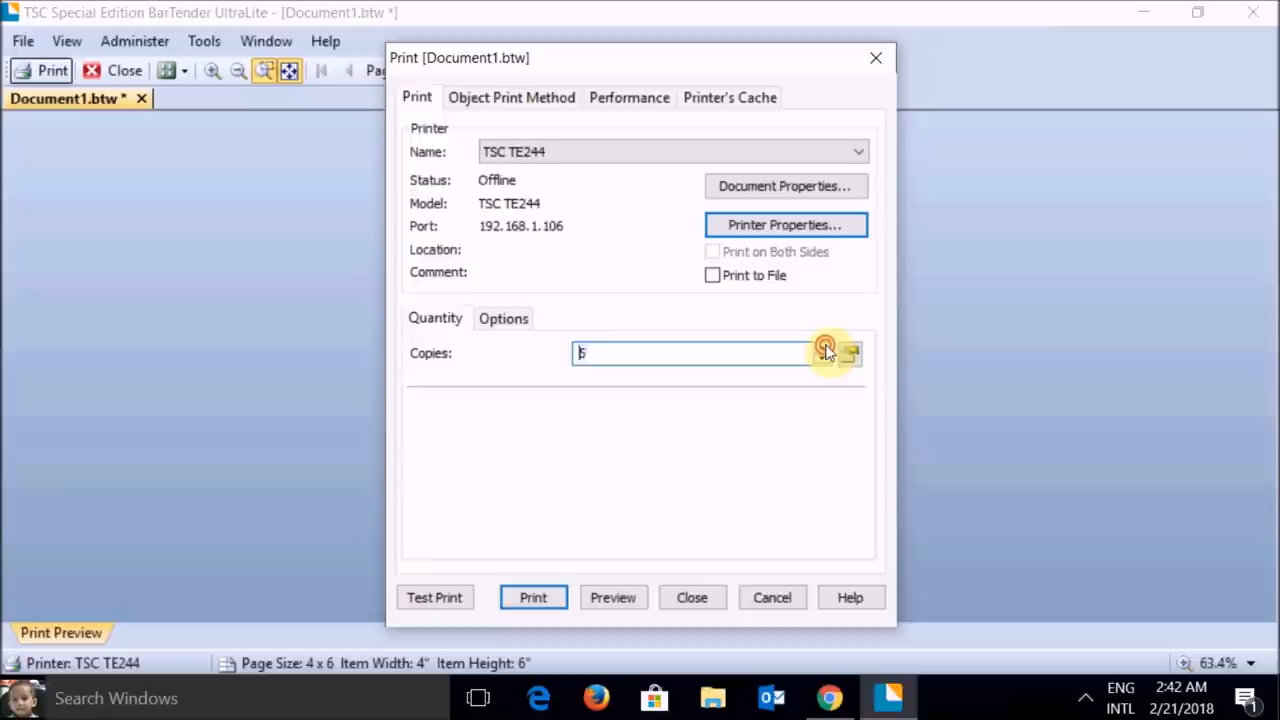 TSC Special Edition BarTender UltraLite - [Document1.btw *]
File View Administer Tools Window Help
Print Close Pa
Document1.btw *
Print [Document1.btw]
Print Object Print Method Performance Printer's Cache
Printer
Name: TSC TE244
Status: Offline
Document Properties...
Model: TSC TE244
Port: 192.168.1.106
Printer Properties...
Location:
Print on Both Sides
Comment:
Print to File
Quantity Options
Copies:
Test Print Print Preview Close Cancel Help
Print Preview
Printer: TSC TE244 Page Size: 4 x 6 Item Width: 4" Item Height: 6" 63.4%
Search Windows
ENG 2:42 AM
INTL 2/21/2018 1